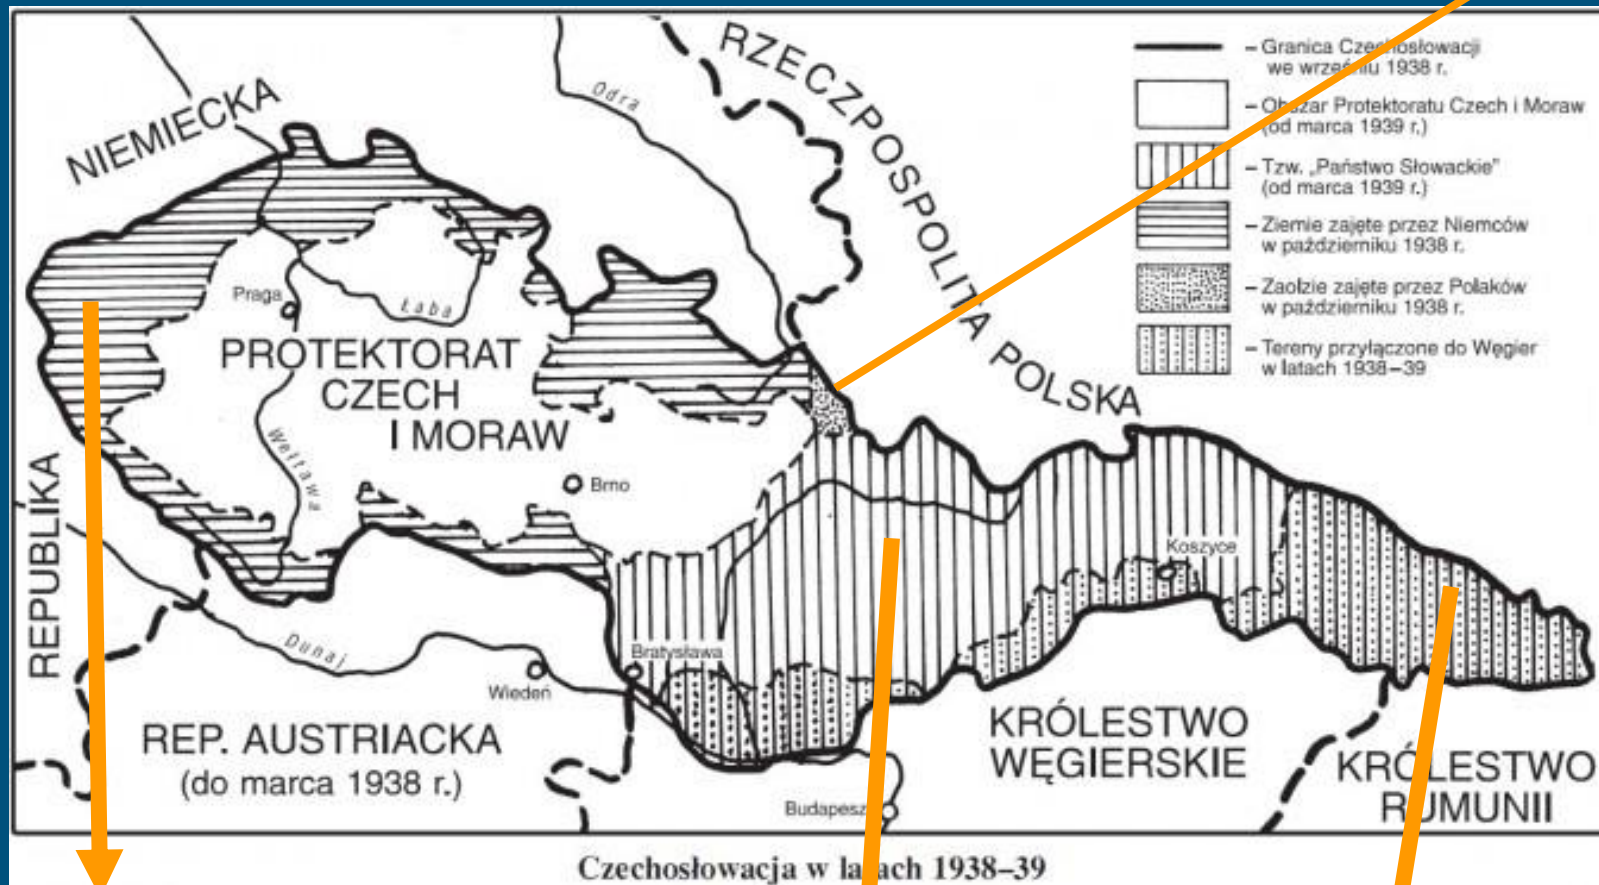 NIEMIECKA
RZECZPOSPOLITA POLSKA
Odra
– Granica Czechosłowacji
we wrześniu 1938 r.
– Obszar Protektoratu Czech i Moraw
(od marca 1939 r.)
– Tzw. „Państwo Słowackie”
(od marca 1939 r.)
– Ziemie zajęte przez Niemców
w październiku 1938 r.
– Zaolzie zajęte przez Polaków
w październiku 1938 r.
– Tereny przyłączone do Węgier
w latach 1938–39
Praga
Łaba
PROTEKTORAT
CZECH
I MORAW
Wełtawa
Brno
REPUBLIKA
Koszyce
Dunaj
Bratysława
Wiedeń
REP. AUSTRIACKA
(do marca 1938 r.)
KRÓLESTWO
WĘGIERSKIE
KRÓLESTWO
RUMUNII
Budapesz
Czechosłowacja w latach 1938–39